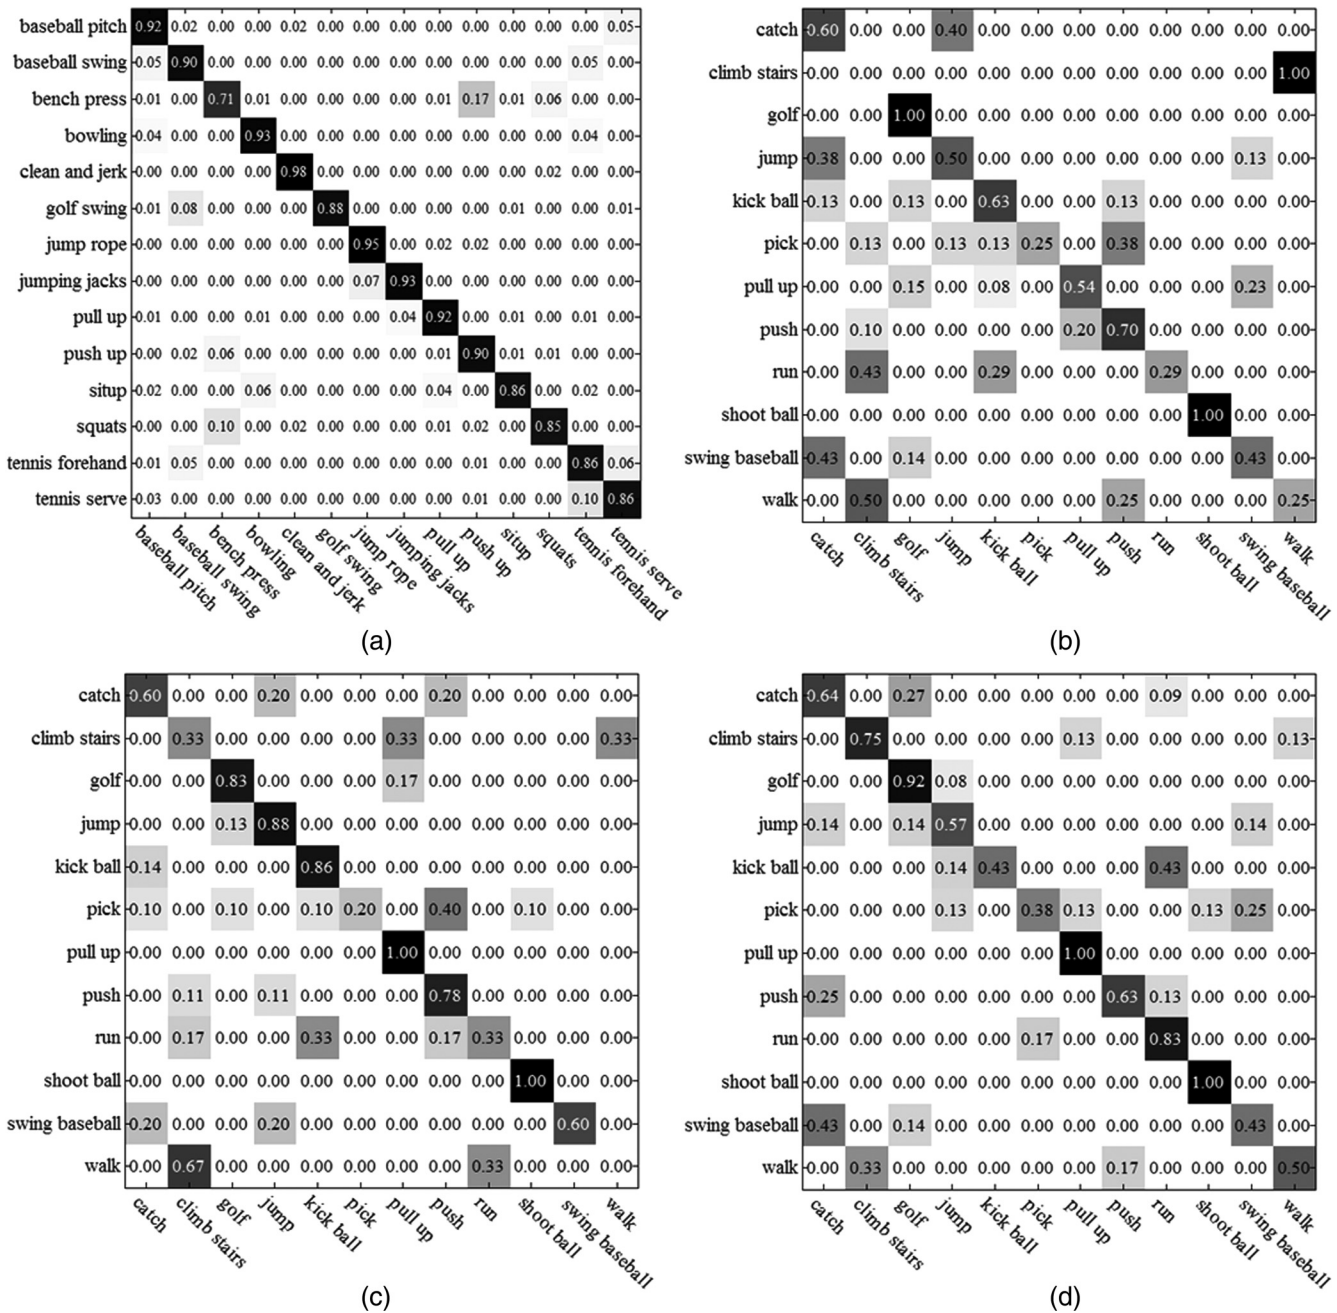 baseball pitch 0.92 0.02 0.00 0.00 0.02 0.00 0.00 0.00 0.00 0.00 0.00 0.00 0.00 0.05
baseball swing 0.05 0.90 0.00 0.00 0.00 0.00 0.00 0.00 0.00 0.00 0.00 0.00 0.05 0.00
bench press 0.01 0.00 0.71 0.01 0.00 0.00 0.00 0.00 0.01 0.17 0.01 0.06 0.00 0.00
bowling 0.04 0.00 0.00 0.93 0.00 0.00 0.00 0.00 0.00 0.00 0.00 0.00 0.04 0.00
clean and jerk 0.00 0.00 0.00 0.00 0.98 0.00 0.00 0.00 0.00 0.00 0.00 0.02 0.00 0.00
golf swing 0.01 0.08 0.00 0.00 0.00 0.88 0.00 0.00 0.00 0.00 0.01 0.00 0.00 0.01
jump rope 0.00 0.00 0.00 0.00 0.00 0.00 0.95 0.00 0.02 0.02 0.00 0.00 0.00 0.00
jumping jacks 0.00 0.00 0.00 0.00 0.00 0.00 0.07 0.93 0.00 0.00 0.00 0.00 0.00 0.00
pull up 0.01 0.00 0.00 0.01 0.00 0.00 0.00 0.04 0.92 0.00 0.01 0.00 0.01 0.00
push up 0.00 0.02 0.06 0.00 0.00 0.00 0.00 0.00 0.01 0.90 0.01 0.01 0.00 0.00
situp 0.02 0.00 0.00 0.06 0.00 0.00 0.00 0.00 0.04 0.00 0.86 0.00 0.02 0.00
squats 0.00 0.00 0.10 0.00 0.02 0.00 0.00 0.00 0.01 0.02 0.00 0.85 0.00 0.00
tennis forehand 0.01 0.05 0.00 0.00 0.00 0.00 0.00 0.00 0.00 0.01 0.00 0.00 0.86 0.06
tennis serve 0.03 0.00 0.00 0.00 0.00 0.00 0.00 0.00 0.00 0.01 0.00 0.00 0.10 0.86
baseball pitch baseball swing bench press bowling clean and jerk golf swing jump rope jumping jacks pull up push up situp squats tennis forehand tennis serve
(a)
catch 0.60 0.00 0.00 0.40 0.00 0.00 0.00 0.00 0.00 0.00 0.00 0.00
climb stairs 0.00 0.00 0.00 0.00 0.00 0.00 0.00 0.00 0.00 0.00 0.00 1.00
golf 0.00 0.00 1.00 0.00 0.00 0.00 0.00 0.00 0.00 0.00 0.00 0.00
jump 0.38 0.00 0.00 0.50 0.00 0.00 0.00 0.00 0.00 0.00 0.13 0.00
kick ball 0.13 0.00 0.13 0.00 0.63 0.00 0.00 0.13 0.00 0.00 0.00 0.00
pick 0.00 0.13 0.00 0.13 0.13 0.25 0.00 0.38 0.00 0.00 0.00 0.00
pull up 0.00 0.00 0.15 0.00 0.08 0.00 0.54 0.00 0.00 0.00 0.23 0.00
push 0.00 0.10 0.00 0.00 0.00 0.00 0.20 0.70 0.00 0.00 0.00 0.00
run 0.00 0.43 0.00 0.00 0.29 0.00 0.00 0.00 0.29 0.00 0.00 0.00
shoot ball 0.00 0.00 0.00 0.00 0.00 0.00 0.00 0.00 0.00 1.00 0.00 0.00
swing baseball 0.43 0.00 0.14 0.00 0.00 0.00 0.00 0.00 0.00 0.00 0.43 0.00
walk 0.00 0.50 0.00 0.00 0.00 0.00 0.00 0.25 0.00 0.00 0.00 0.25
catch climb stairs golf jump kick ball pick pull up push run shoot ball swing baseball walk
(b)
catch 0.60 0.00 0.00 0.20 0.00 0.00 0.00 0.20 0.00 0.00 0.00 0.00
climb stairs 0.00 0.33 0.00 0.00 0.00 0.00 0.33 0.00 0.00 0.00 0.00 0.33
golf 0.00 0.00 0.83 0.00 0.00 0.00 0.17 0.00 0.00 0.00 0.00 0.00
jump 0.00 0.00 0.13 0.88 0.00 0.00 0.00 0.00 0.00 0.00 0.00 0.00
kick ball 0.14 0.00 0.00 0.00 0.86 0.00 0.00 0.00 0.00 0.00 0.00 0.00
pick 0.10 0.00 0.10 0.00 0.10 0.20 0.00 0.40 0.00 0.10 0.00 0.00
pull up 0.00 0.00 0.00 0.00 0.00 0.00 1.00 0.00 0.00 0.00 0.00 0.00
push 0.00 0.11 0.00 0.11 0.00 0.00 0.00 0.78 0.00 0.00 0.00 0.00
run 0.00 0.17 0.00 0.00 0.33 0.00 0.00 0.17 0.33 0.00 0.00 0.00
shoot ball 0.00 0.00 0.00 0.00 0.00 0.00 0.00 0.00 0.00 1.00 0.00 0.00
swing baseball 0.20 0.00 0.00 0.20 0.00 0.00 0.00 0.00 0.00 0.00 0.60 0.00
walk 0.00 0.67 0.00 0.00 0.00 0.00 0.00 0.00 0.33 0.00 0.00 0.00
catch climb stairs golf jump kick ball pick pull up push run shoot ball swing baseball walk
(c)
catch 0.64 0.00 0.27 0.00 0.00 0.00 0.00 0.00 0.09 0.00 0.00 0.00
climb stairs 0.00 0.75 0.00 0.00 0.00 0.00 0.13 0.00 0.00 0.00 0.00 0.13
golf 0.00 0.00 0.92 0.08 0.00 0.00 0.00 0.00 0.00 0.00 0.00 0.00
jump 0.14 0.00 0.14 0.57 0.00 0.00 0.00 0.00 0.00 0.00 0.14 0.00
kick ball 0.00 0.00 0.00 0.14 0.43 0.00 0.00 0.00 0.43 0.00 0.00 0.00
pick 0.00 0.00 0.00 0.13 0.00 0.38 0.13 0.00 0.00 0.13 0.25 0.00
pull up 0.00 0.00 0.00 0.00 0.00 0.00 1.00 0.00 0.00 0.00 0.00 0.00
push 0.25 0.00 0.00 0.00 0.00 0.00 0.00 0.63 0.13 0.00 0.00 0.00
run 0.00 0.00 0.00 0.00 0.00 0.17 0.00 0.00 0.83 0.00 0.00 0.00
shoot ball 0.00 0.00 0.00 0.00 0.00 0.00 0.00 0.00 0.00 1.00 0.00 0.00
swing baseball 0.43 0.00 0.14 0.00 0.00 0.00 0.00 0.00 0.00 0.00 0.43 0.00
walk 0.00 0.33 0.00 0.00 0.00 0.00 0.00 0.17 0.00 0.00 0.00 0.50
catch climb stairs golf jump kick ball pick pull up push run shoot ball swing baseball walk
(d)